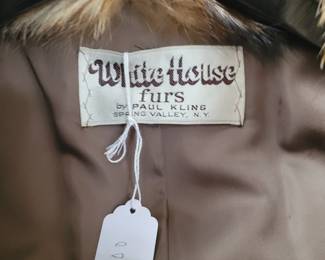 White House
furs
by PAUL KLING
SPRING VALLEY, N.Y.